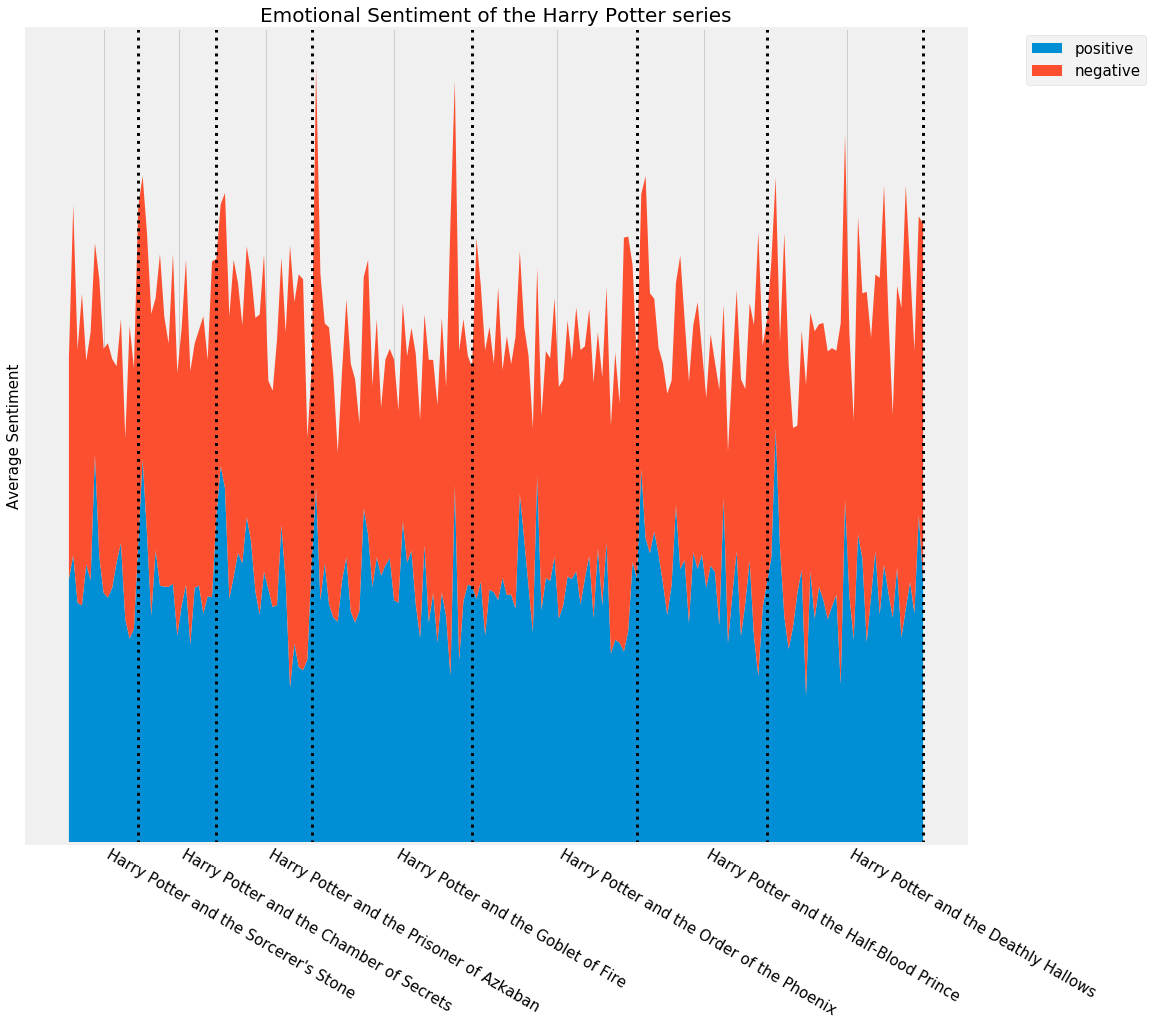 Emotional Sentiment of the Harry Potter series
positive
negative
Average Sentiment
Harry Potter and the Sorcerer's Stone
Harry Potter and the Chamber of Secrets
Harry Potter and the Prisoner of Azkaban
Harry Potter and the Goblet of Fire
Harry Potter and the Order of the Phoenix
Harry Potter and the Half-Blood Prince
Harry Potter and the Deathly Hallows